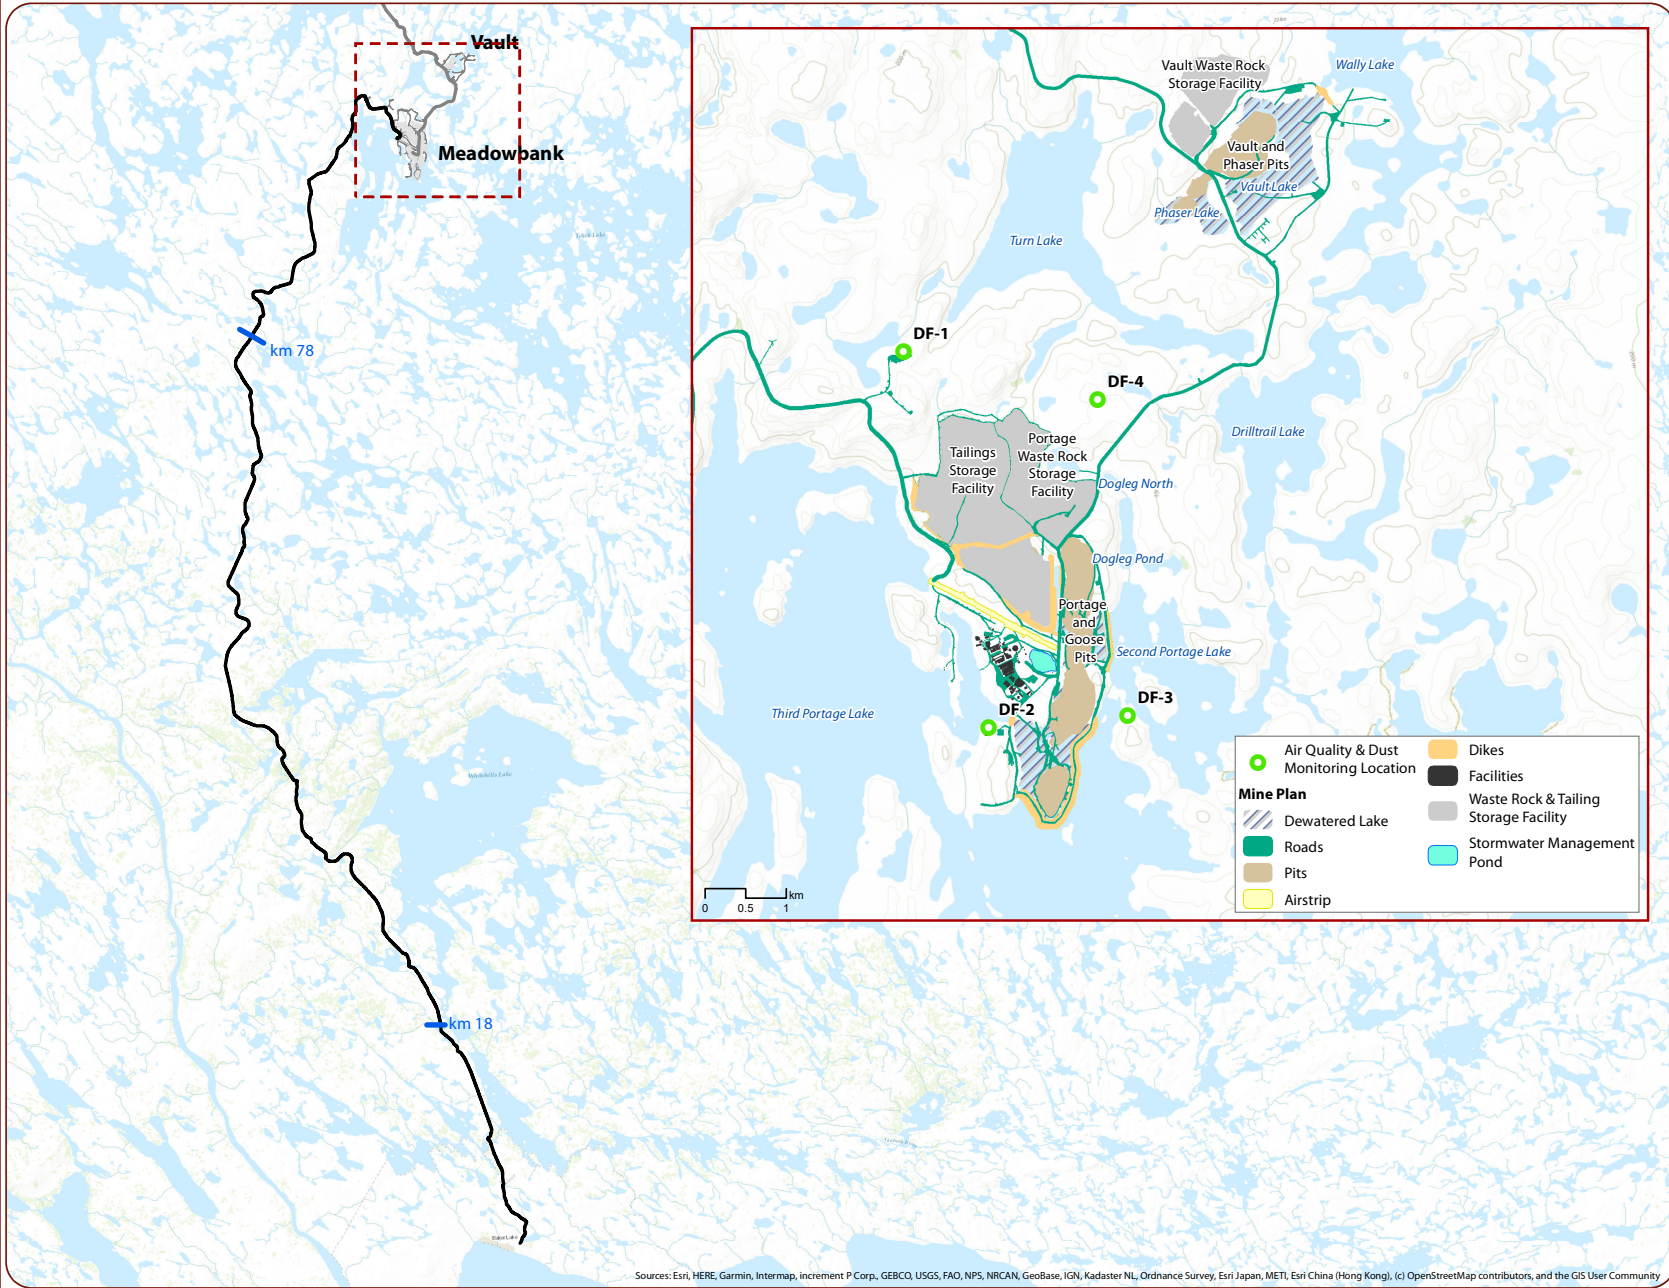 Vault
Meadowbank
km 78
km 18
Whitehills Lake
Baker Lake
Vault Waste Rock
Storage Facility
Wally Lake
Vault and
Phaser Pits
Vault Lake
Phaser Lake
Turn Lake
DF-1
DF-4
Drilltrail Lake
Tailings
Storage
Facility
Portage
Waste Rock
Storage
Facility
Dogleg North
Dogleg Pond
Portage
and
Goose
Pits
Second Portage Lake
Third Portage Lake
DF-2
DF-3
0 0.5 1 km
Air Quality & Dust
Monitoring Location
Mine Plan
Dewatered Lake
Roads
Pits
Airstrip
Dikes
Facilities
Waste Rock & Tailing
Storage Facility
Stormwater Management
Pond
Sources: Esri, HERE, Garmin, Intermap, increment P Corp., GEBCO, USGS, FAO, NPS, NRCAN, GeoBase, IGN, Kadaster NL, Ordnance Survey, Esri Japan, METI, Esri China (Hong Kong), (c) OpenStreetMap contributors, and the GIS User Community